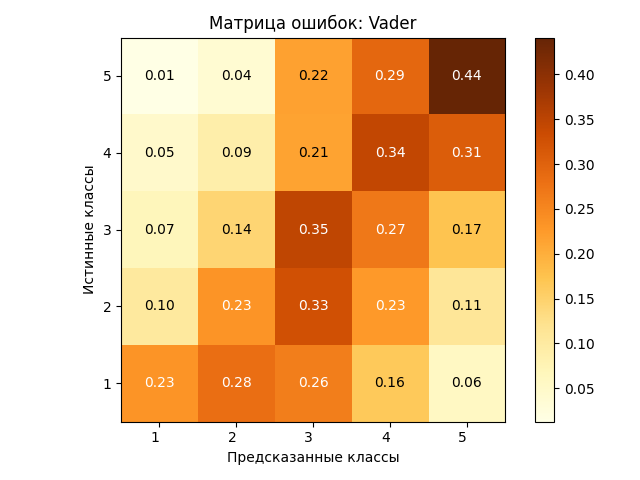 Матрица ошибок: Vader
Истинные классы
5 0.01 0.04 0.22 0.29 0.44
4 0.05 0.09 0.21 0.34 0.31
3 0.07 0.14 0.35 0.27 0.17
2 0.10 0.23 0.33 0.23 0.11
1 0.23 0.28 0.26 0.16 0.06
1 2 3 4 5
Предсказанные классы
0.40
0.35
0.30
0.25
0.20
0.15
0.10
0.05